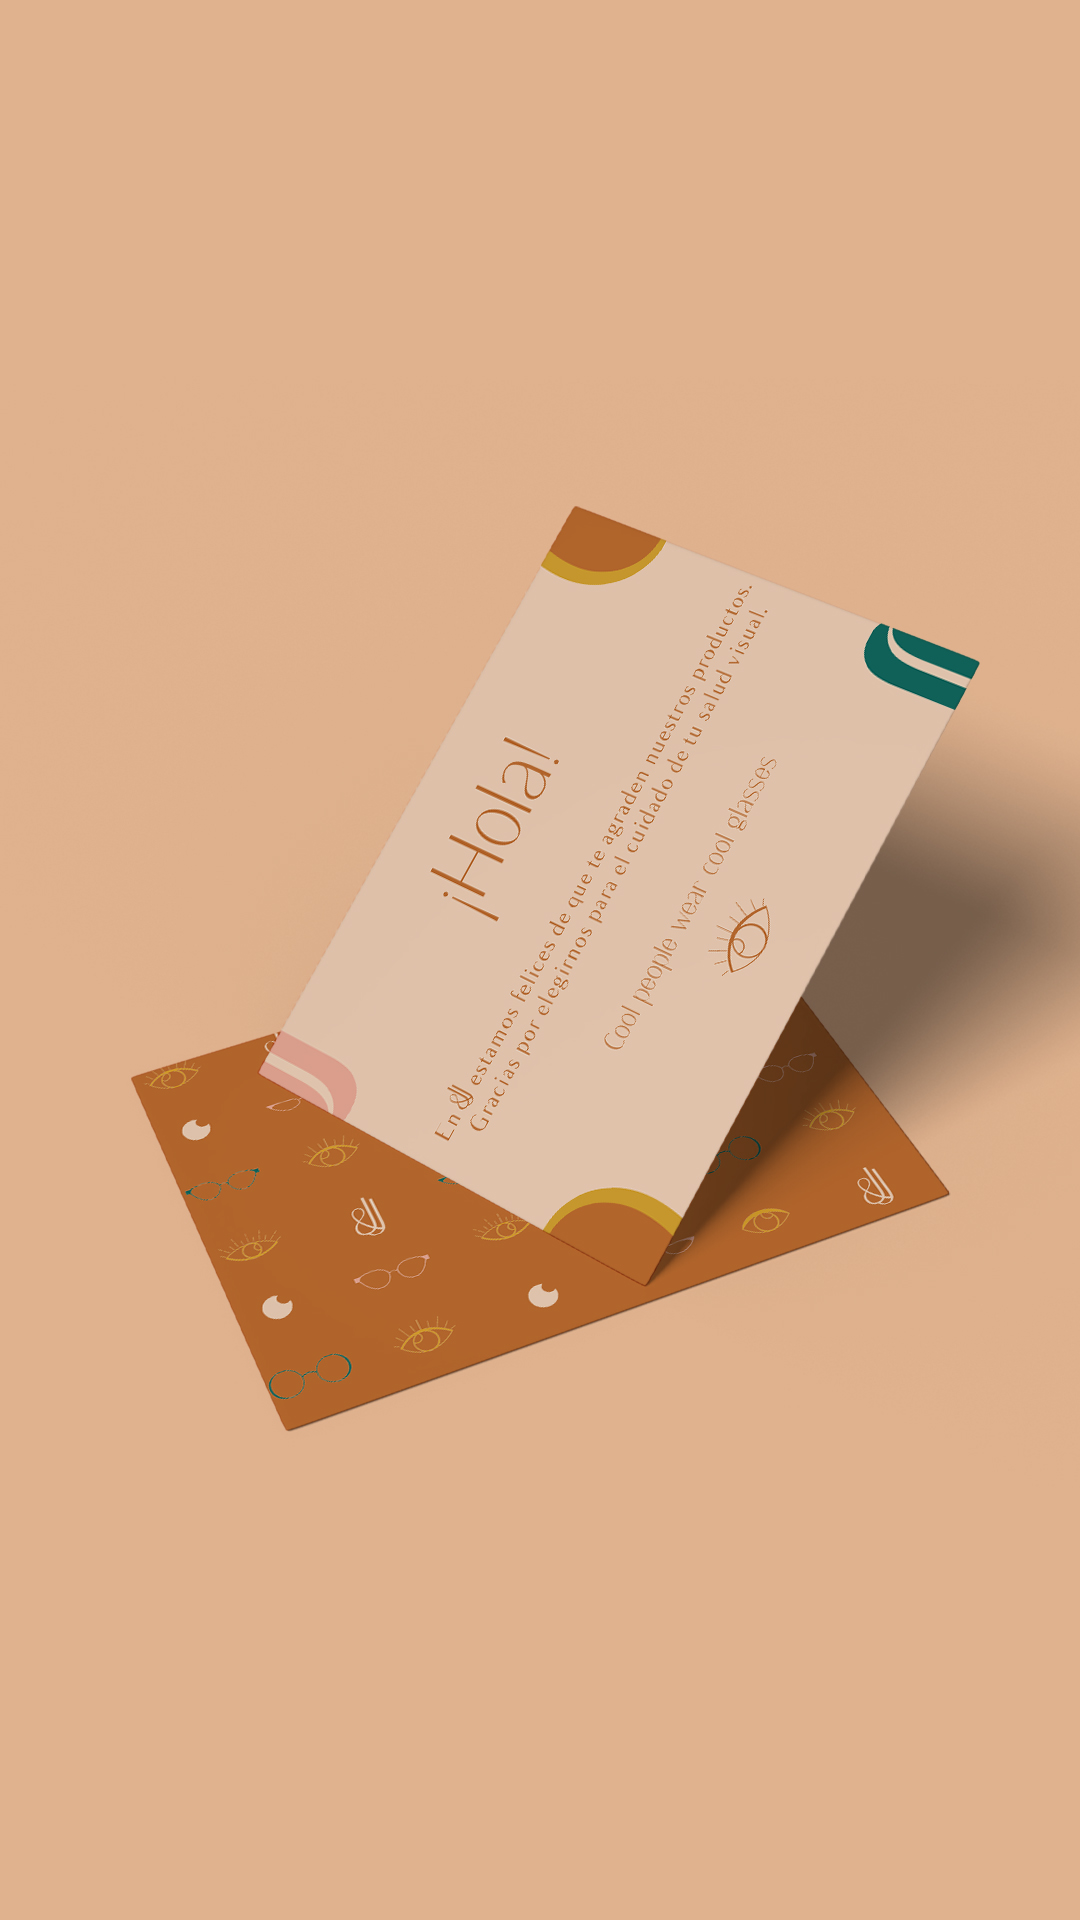 ¡Hola!
En & estamos felices de que te agraden nuestros productos.
Gracias por elegirnos para el cuidado de tu salud visual.
Cool people wear cool glasses